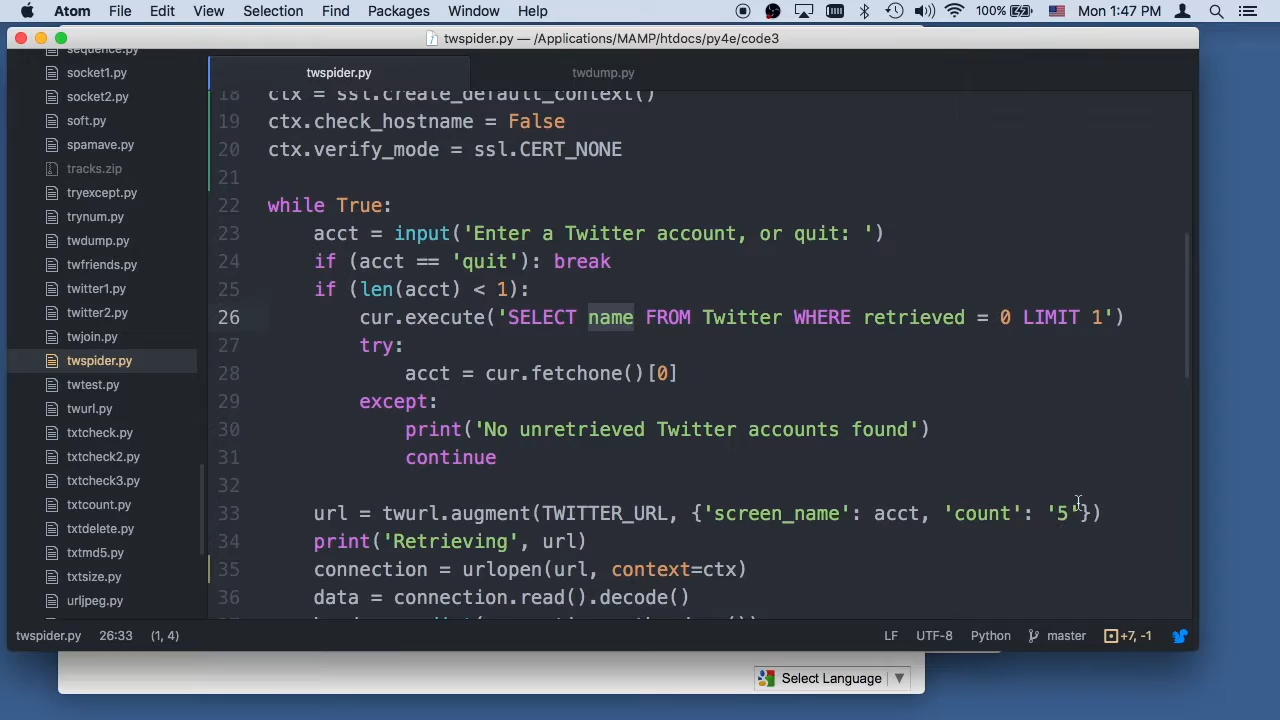 Atom File Edit View Selection Find Packages Window Help 100% Mon 1:47 PM
twspider.py — /Applications/MAMP/htdocs/py4e/code3
sequence.py
socket1.py
socket2.py
soft.py
spamave.py
tracks.zip
tryexcept.py
trynum.py
twdump.py
twfriends.py
twitter1.py
twitter2.py
twjoin.py
twspider.py
twtest.py
twurl.py
txtcheck.py
txtcheck2.py
txtcheck3.py
txtcount.py
txtdelete.py
txtmd5.py
txtsize.py
urljpeg.py
twspider.py twdump.py
18 ctx = ssl.create_default_context()
19 ctx.check_hostname = False
20 ctx.verify_mode = ssl.CERT_NONE
21
22 while True:
23 acct = input('Enter a Twitter account, or quit: ')
24 if (acct == 'quit'): break
25 if (len(acct) < 1):
26 cur.execute('SELECT name FROM Twitter WHERE retrieved = 0 LIMIT 1')
27 try:
28 acct = cur.fetchone()[0]
29 except:
30 print('No unretrieved Twitter accounts found')
31 continue
32
33 url = twurl.augment(TWITTER_URL, {'screen_name': acct, 'count': '5'})
34 print('Retrieving', url)
35 connection = urlopen(url, context=ctx)
36 data = connection.read().decode()
twspider.py 26:33 (1, 4) LF UTF-8 Python master +7, -1
Select Language ▼